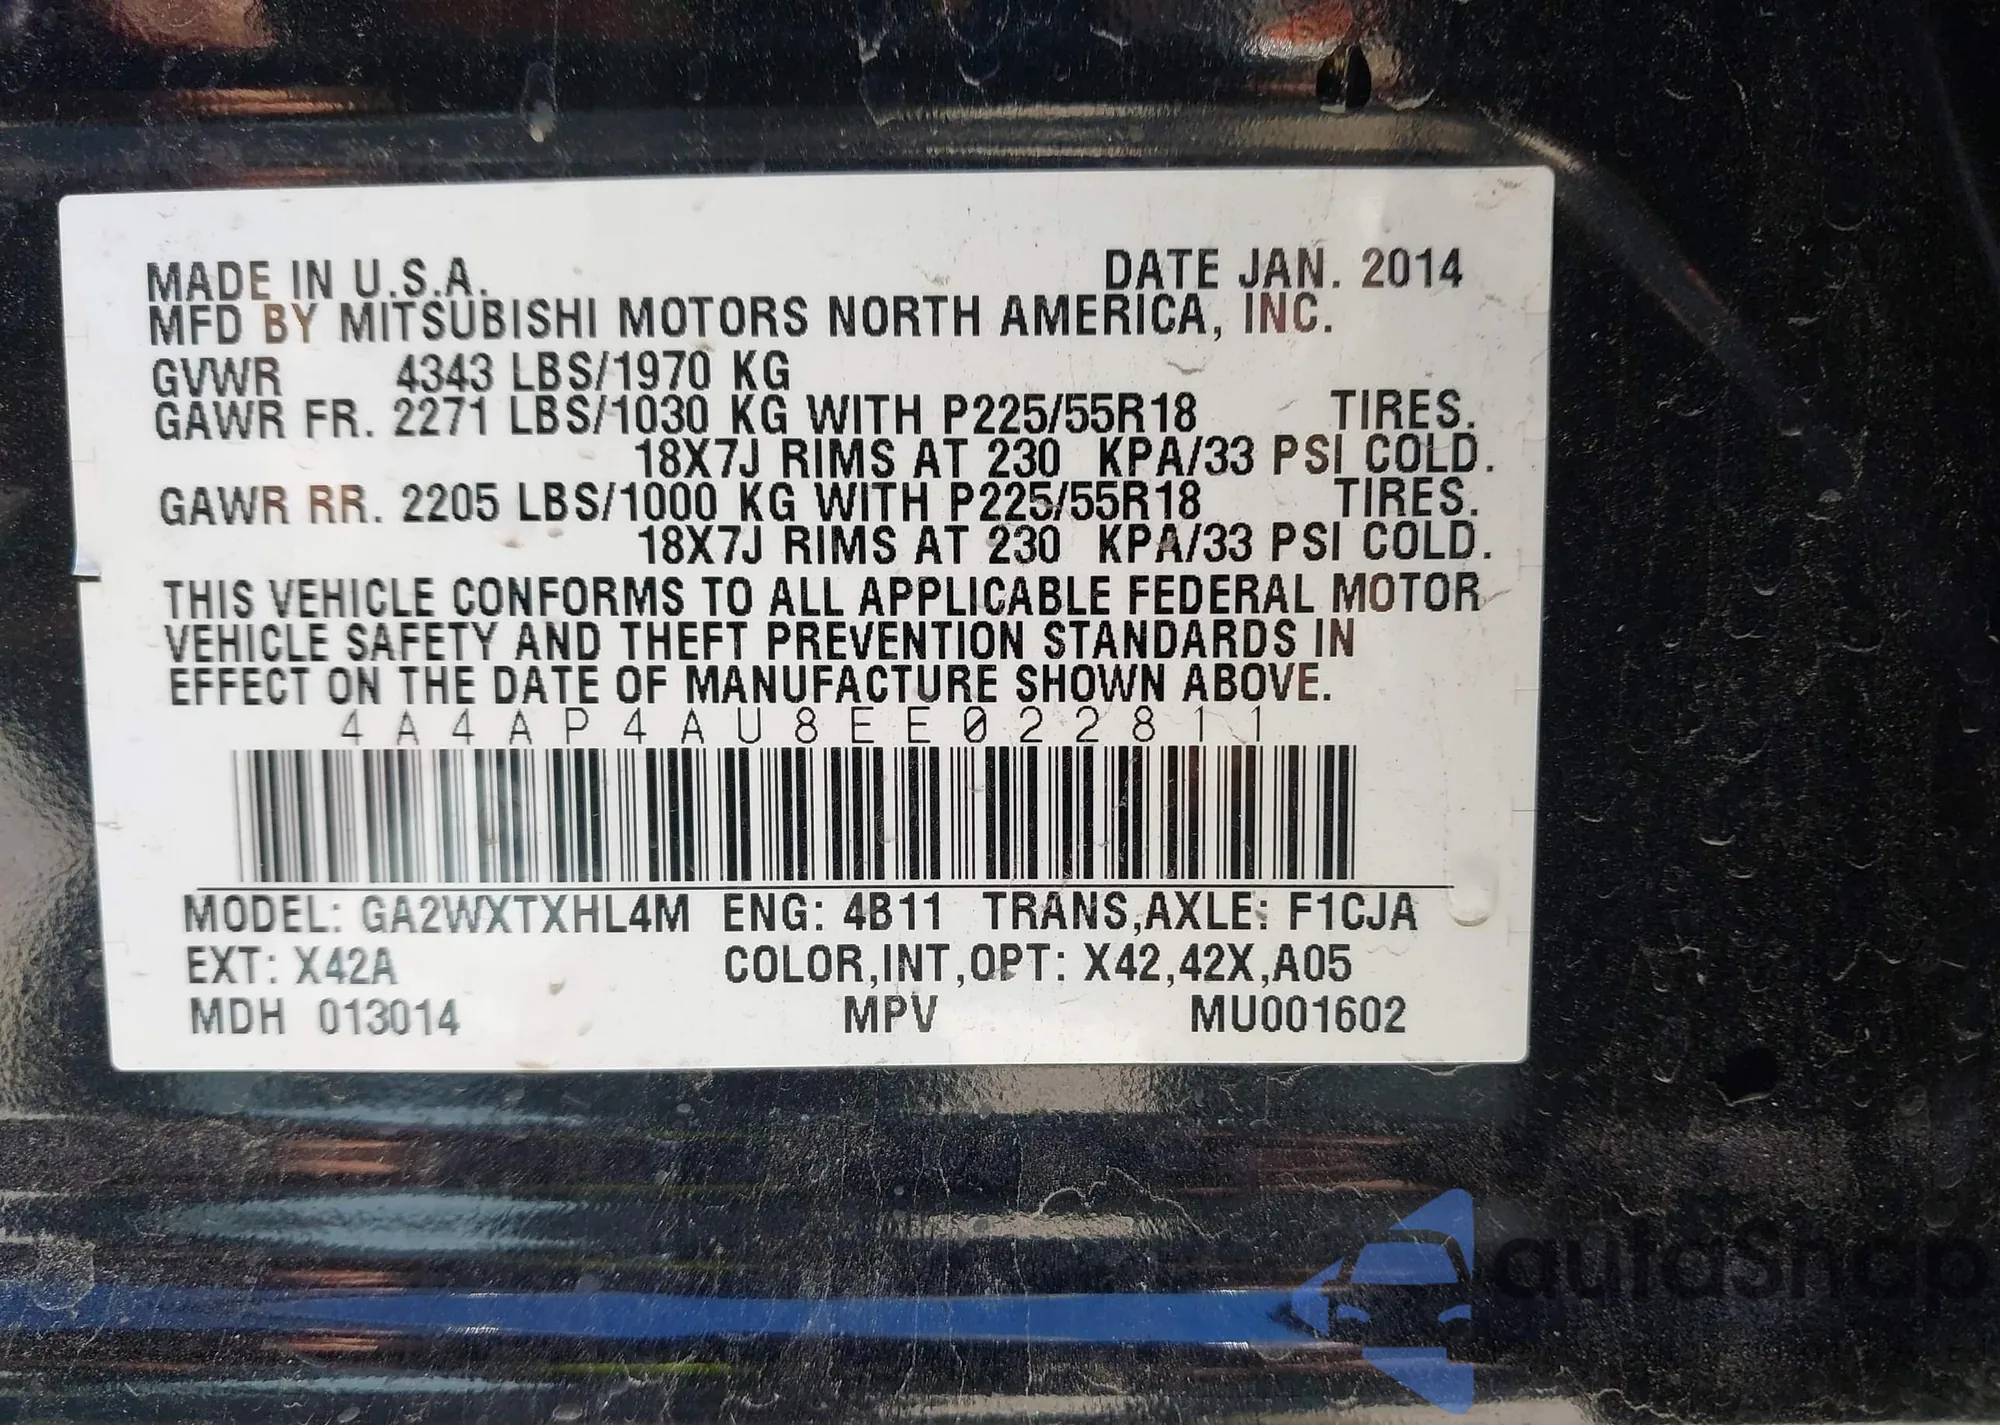 MADE IN U.S.A. DATE JAN. 2014
MFD BY MITSUBISHI MOTORS NORTH AMERICA, INC.
GVWR 4343 LBS/1970 KG
GAWR FR. 2271 LBS/1030 KG WITH P225/55R18 TIRES.
18X7J RIMS AT 230 KPA/33 PSI COLD.
GAWR RR. 2205 LBS/1000 KG WITH P225/55R18 TIRES.
18X7J RIMS AT 230 KPA/33 PSI COLD.
THIS VEHICLE CONFORMS TO ALL APPLICABLE FEDERAL MOTOR
VEHICLE SAFETY AND THEFT PREVENTION STANDARDS IN
EFFECT ON THE DATE OF MANUFACTURE SHOWN ABOVE.
4A4AP4AU8EE022811
MODEL: GA2WXTXHL4M ENG: 4B11 TRANS,AXLE: F1CJA
EXT: X42A COLOR,INT,OPT: X42,42X,A05
MDH 013014 MPV MU001602
autoSnap